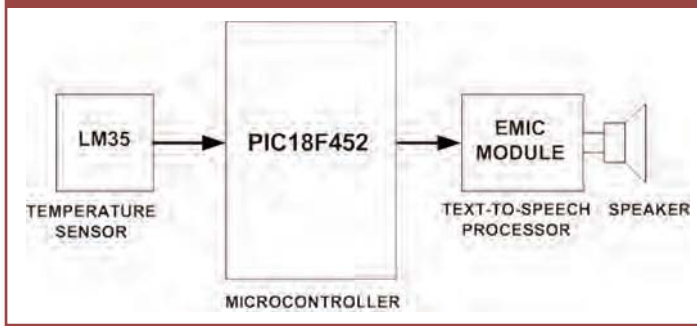 LM35
TEMPERATURE
SENSOR
PIC18F452
MICROCONTROLLER
EMIC
MODULE
TEXT-TO-SPEECH
PROCESSOR
SPEAKER